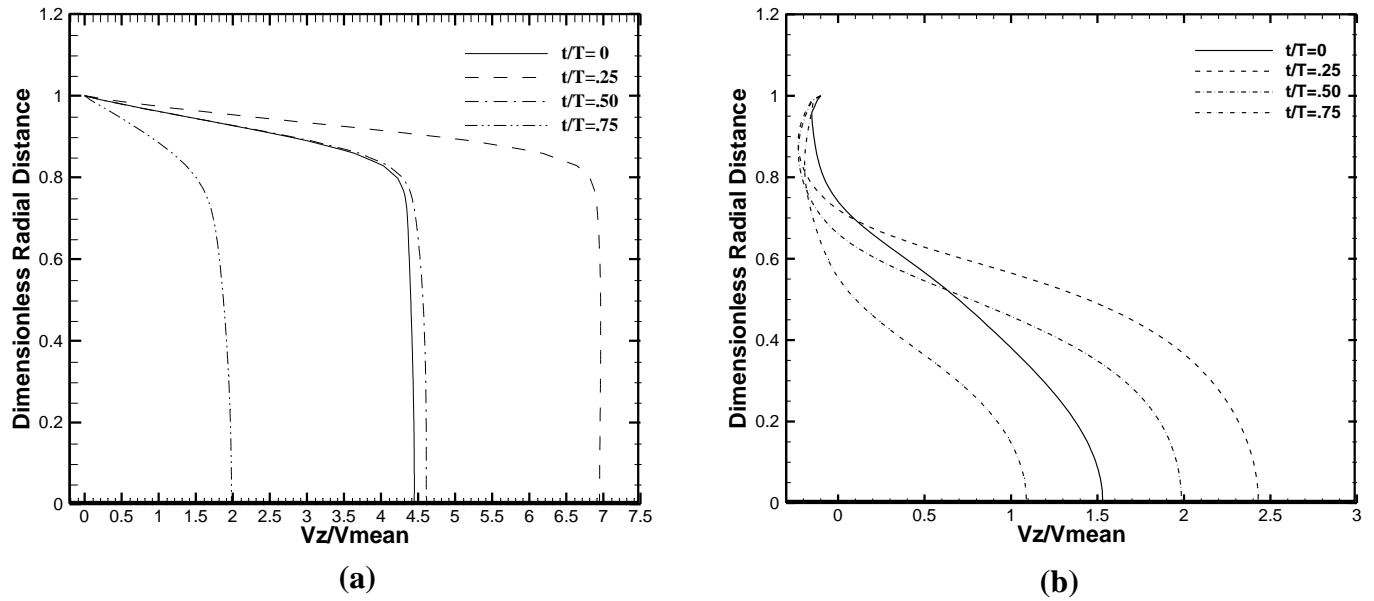 1.2
1
0.8
0.6
0.4
0.2
0
Dimensionless Radial Distance
t/T= 0
t/T=.25
t/T=.50
t/T=.75
0 0.5 1 1.5 2 2.5 3 3.5 4 4.5 5 5.5 6 6.5 7 7.5
Vz/Vmean
(a)
1.2
1
0.8
0.6
0.4
0.2
0
Dimensionless Radial Distance
t/T=0
t/T=.25
t/T=.50
t/T=.75
0 0.5 1 1.5 2 2.5 3
Vz/Vmean
(b)